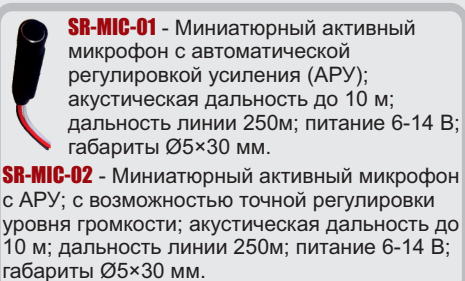 SR-MIC-01 - Миниатюрный активный
микрофон с автоматической
регулировкой усиления (АРУ);
акустическая дальность до 10 м;
дальность линии 250м; питание 6-14 В;
габариты Ø5×30 мм.
SR-MIC-02 - Миниатюрный активный микрофон
с АРУ; с возможностью точной регулировки
уровня громкости; акустическая дальность до
10 м; дальность линии 250м; питание 6-14 В;
габариты Ø5×30 мм.